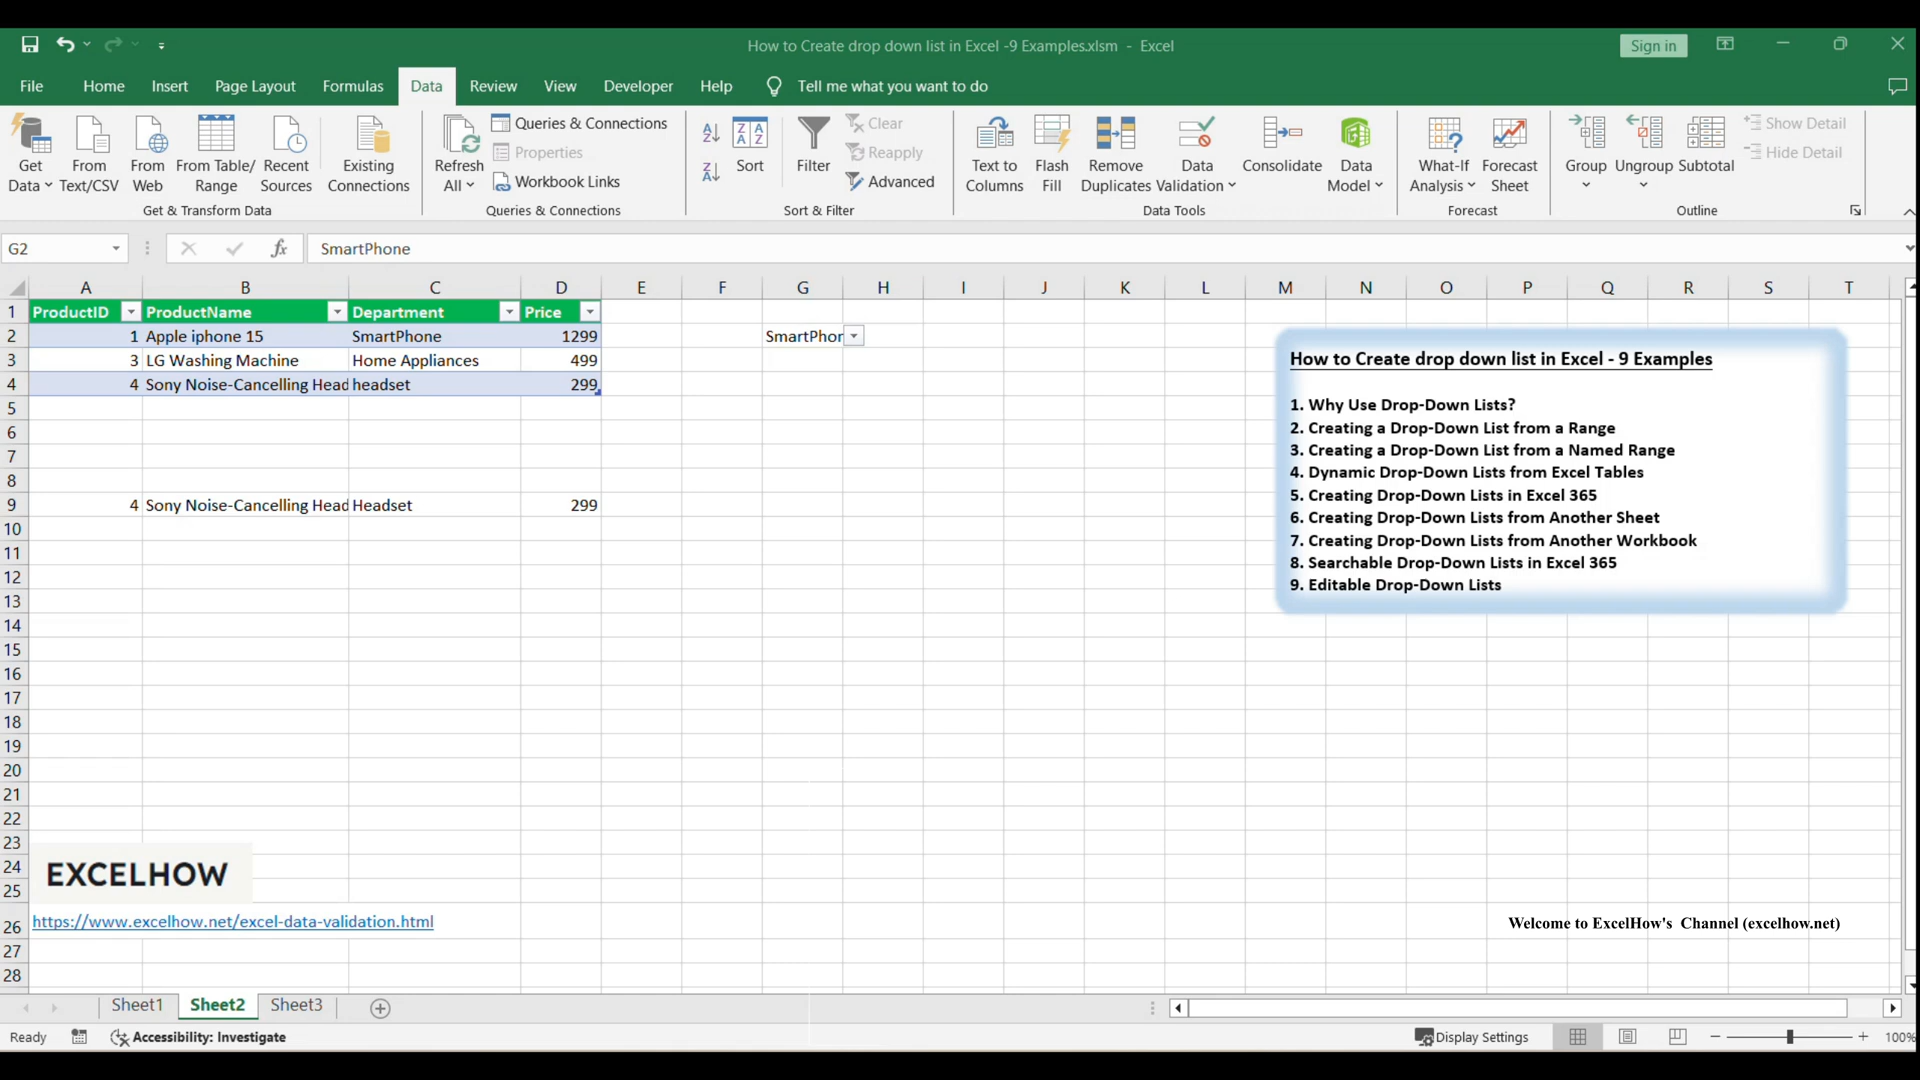 How to Create drop down list in Excel -9 Examples.xlsm - Excel
Sign in
File Home Insert Page Layout Formulas Data Review View Developer Help Tell me what you want to do
Get Data
From Text/CSV
From Web
From Table/ Range
Recent Sources
Existing Connections
Get & Transform Data
Refresh All
Queries & Connections
Properties
Workbook Links
Queries & Connections
A Z
Z A
Z A A Z
Sort
Filter
Clear
Reapply
Advanced
Sort & Filter
Text to Columns
Flash Fill
Remove Duplicates
Data Validation
Consolidate
Data Model
Data Tools
What-If Analysis
Forecast Sheet
Forecast
Group
Ungroup
Subtotal
Show Detail
Hide Detail
Outline
G2 fx SmartPhone
A B C D E F G H I J K L M N O P Q R S T
1 ProductID ProductName Department Price
2 1 Apple iphone 15 SmartPhone 1299 SmartPhor
3 3 LG Washing Machine Home Appliances 499
4 4 Sony Noise-Cancelling Head headset 299
5
6
7
8
9 4 Sony Noise-Cancelling Head Headset 299
10
11
12
13
14
15
16
17
18
19
20
21
22
23
24
25
26 https://www.excelhow.net/excel-data-validation.html
27
28
How to Create drop down list in Excel - 9 Examples
1. Why Use Drop-Down Lists?
2. Creating a Drop-Down List from a Range
3. Creating a Drop-Down List from a Named Range
4. Dynamic Drop-Down Lists from Excel Tables
5. Creating Drop-Down Lists in Excel 365
6. Creating Drop-Down Lists from Another Sheet
7. Creating Drop-Down Lists from Another Workbook
8. Searchable Drop-Down Lists in Excel 365
9. Editable Drop-Down Lists
EXCELHOW
Welcome to ExcelHow's Channel (excelhow.net)
Sheet1 Sheet2 Sheet3
Ready Accessibility: Investigate Display Settings 100%